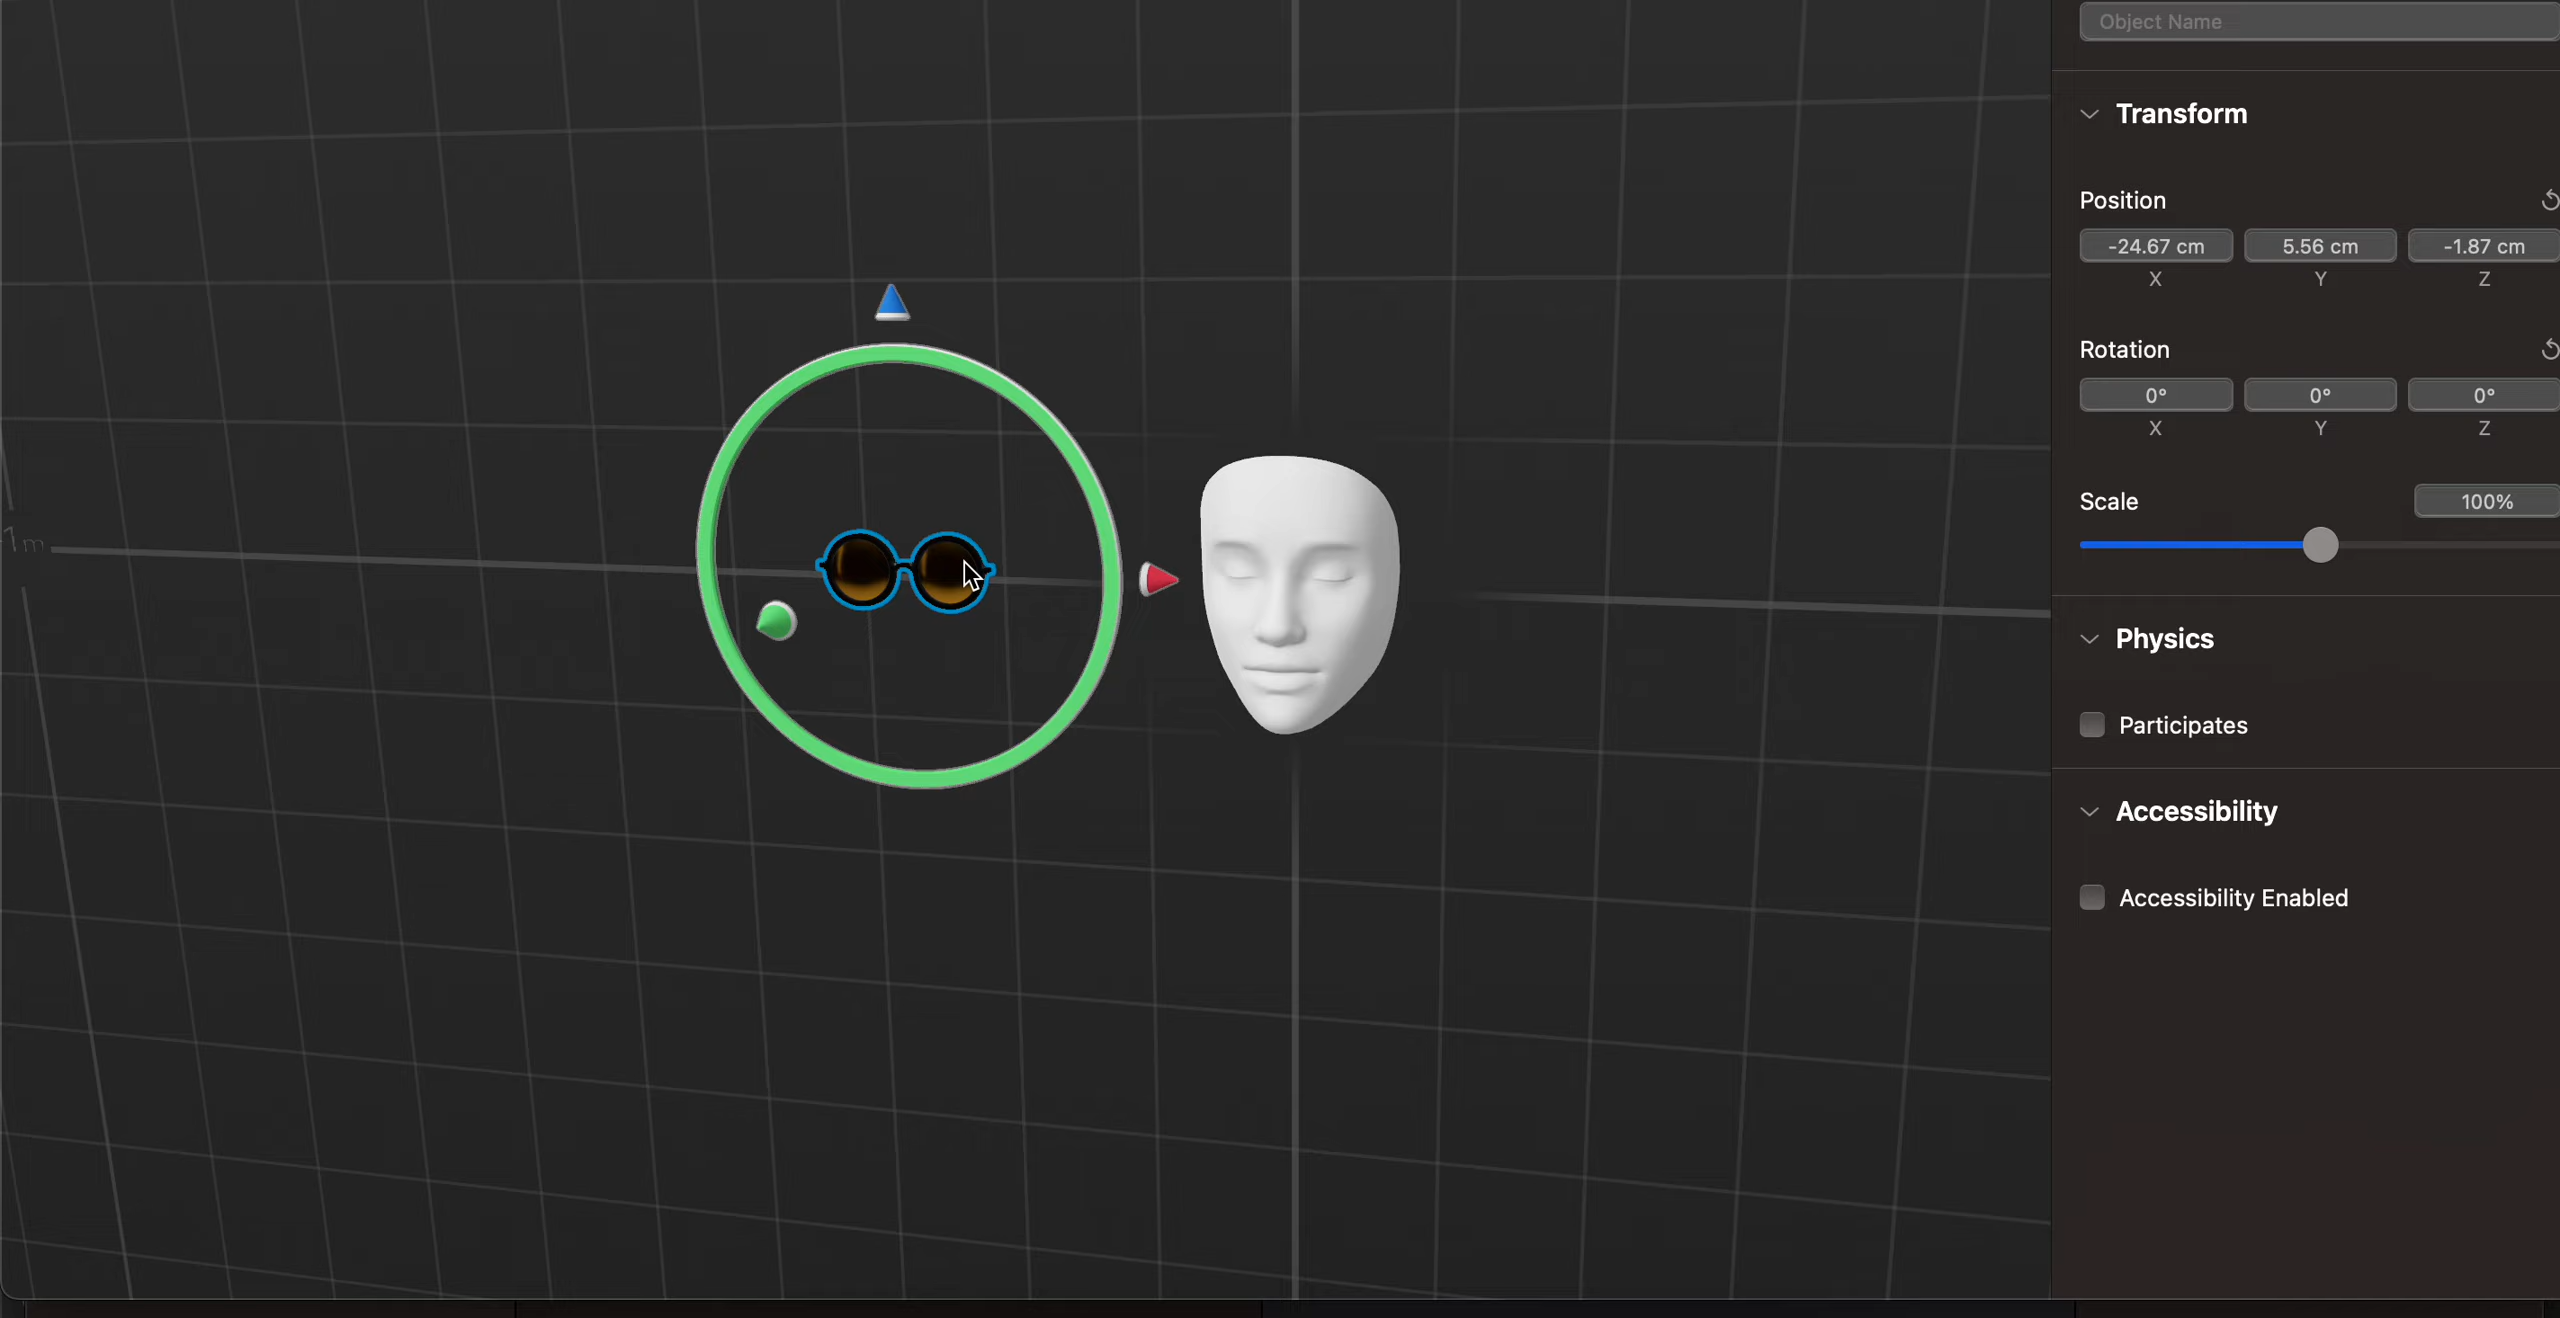 Object Name
Transform
Position
-24.67 cm 5.56 cm -1.87 cm
X Y Z
Rotation
0° 0° 0°
X Y Z
Scale 100%
1m
Physics
Participates
Accessibility
Accessibility Enabled